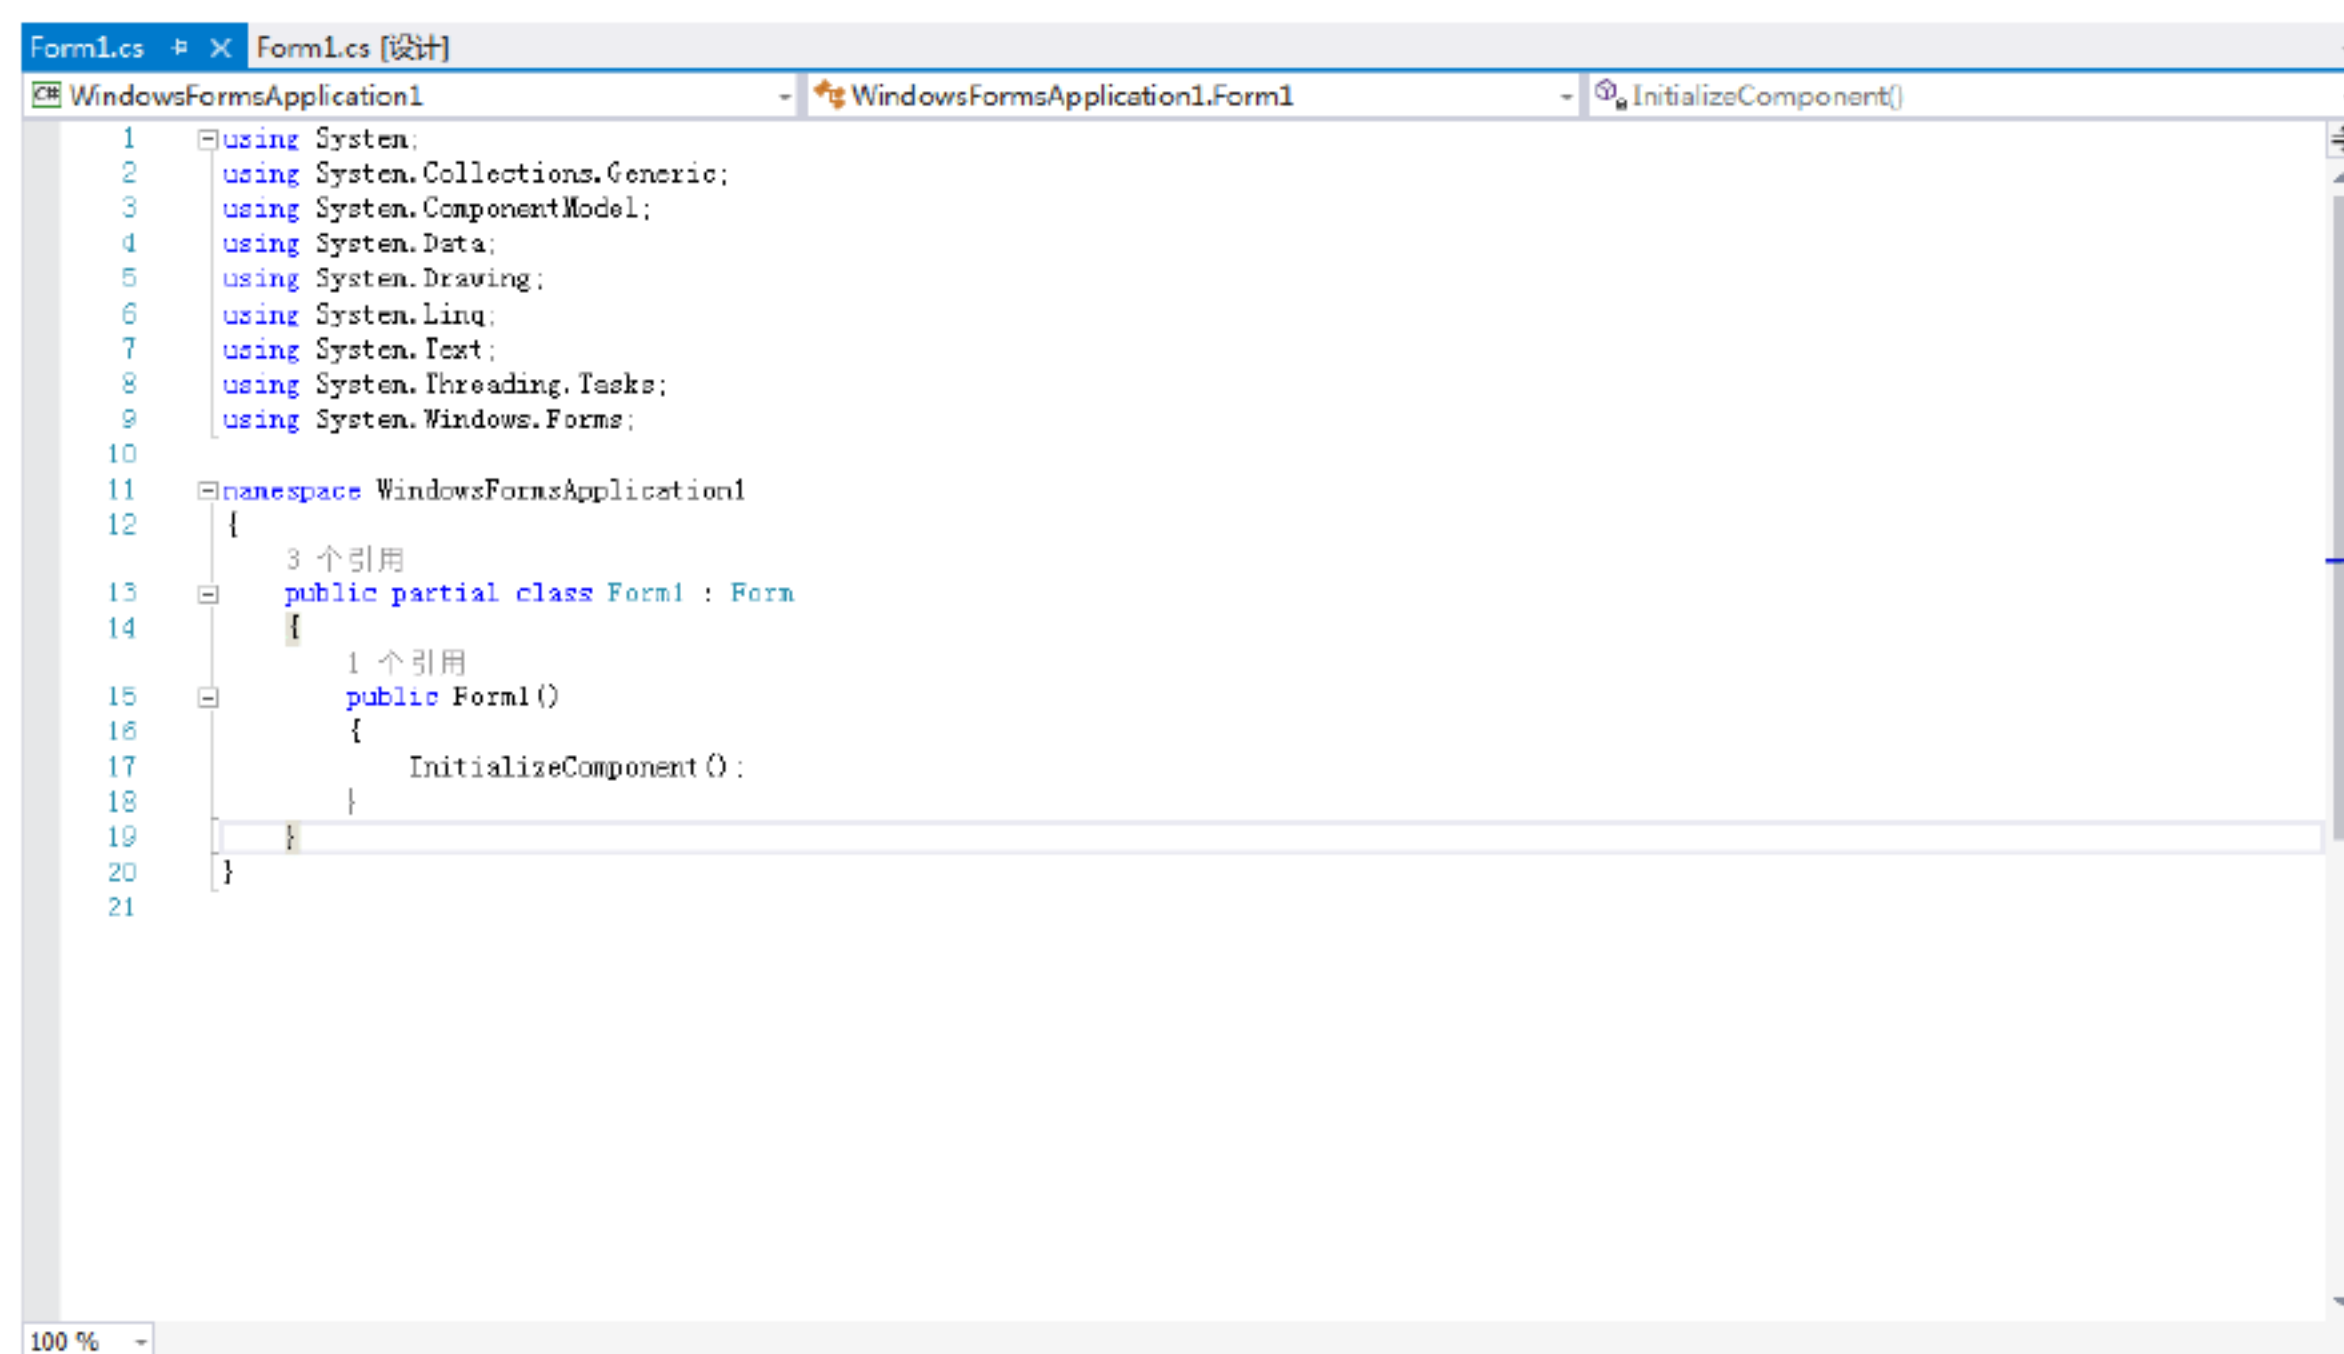 Form1.cs Form1.cs [设计]
C# WindowsFormsApplication1 WindowsFormsApplication1.Form1 InitializeComponent()
1 using System;
2 using System.Collections.Generic;
3 using System.ComponentModel;
4 using System.Data;
5 using System.Drawing;
6 using System.Linq;
7 using System.Text;
8 using System.Threading.Tasks;
9 using System.Windows.Forms;
10
11 namespace WindowsFormsApplication1
12 {
3 个引用
13 public partial class Form1 : Form
14 {
1 个引用
15 public Form1()
16 {
17 InitializeComponent();
18 }
19 }
20 }
21
100 %